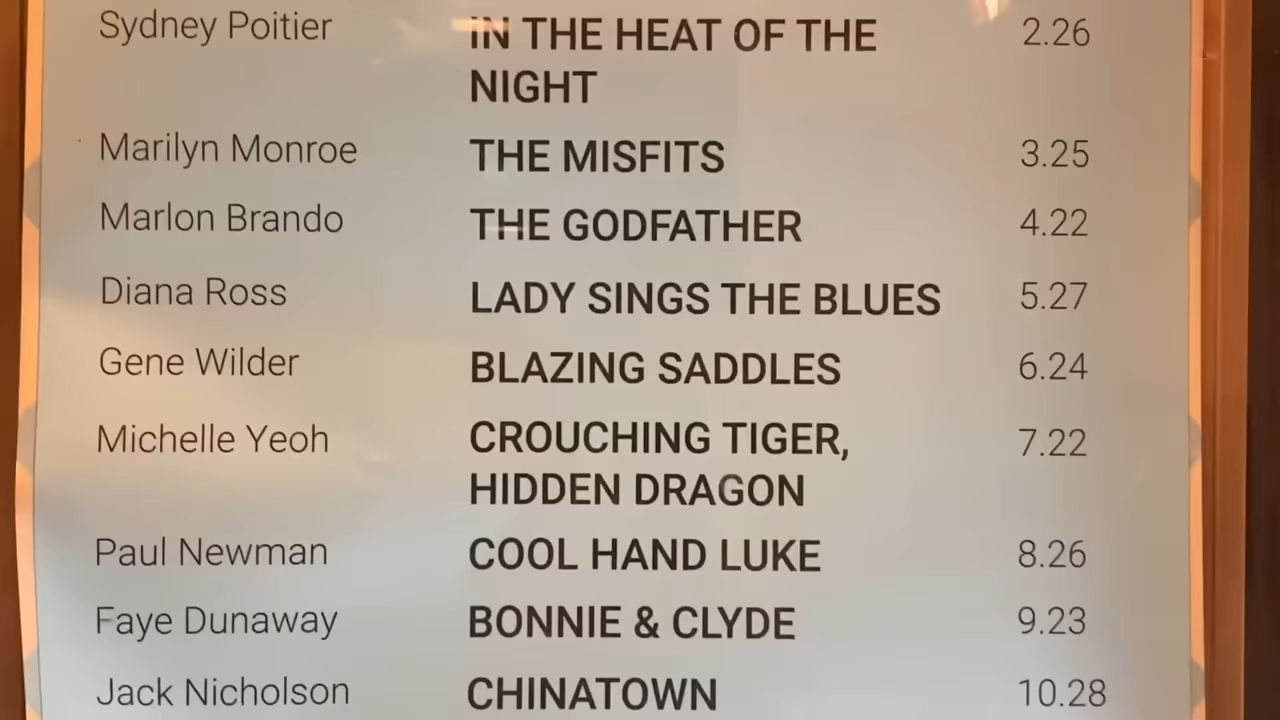 Sydney Poitier IN THE HEAT OF THE 2.26
NIGHT
Marilyn Monroe THE MISFITS 3.25
Marlon Brando THE GODFATHER 4.22
Diana Ross LADY SINGS THE BLUES 5.27
Gene Wilder BLAZING SADDLES 6.24
Michelle Yeoh CROUCHING TIGER, 7.22
HIDDEN DRAGON
Paul Newman COOL HAND LUKE 8.26
Faye Dunaway BONNIE & CLYDE 9.23
Jack Nicholson CHINATOWN 10.28